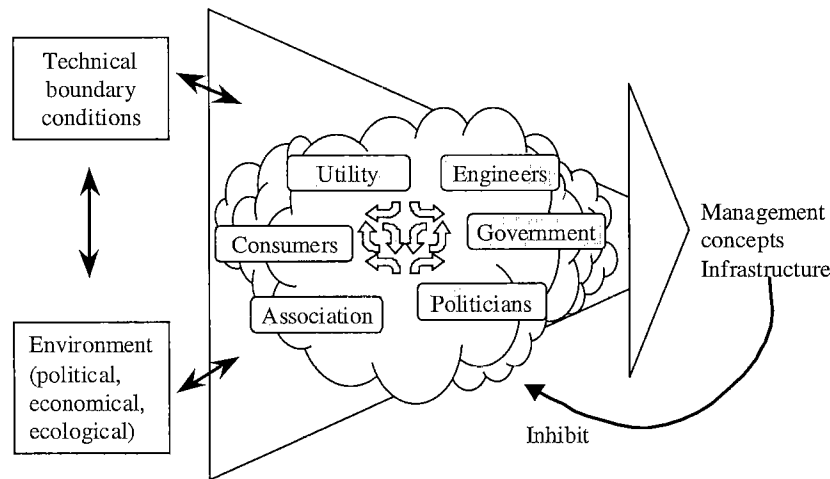 Technical
boundary
conditions
Utility
Engineers
Consumers
Government
Association
Politicians
Management
concepts
Infrastructure
Environment
(political,
economical,
ecological)
Inhibit